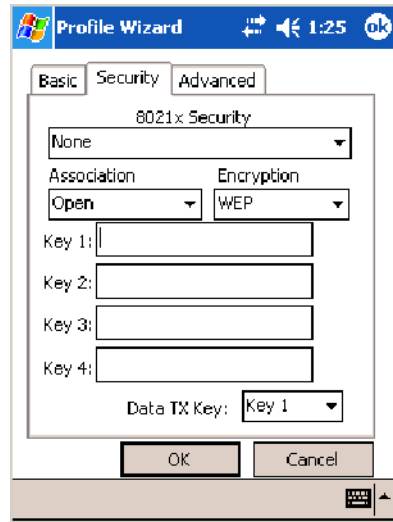 Profile Wizard 1:25 ok
Basic Security Advanced
8021x Security
None
Association Encryption
Open WEP
Key 1:
Key 2:
Key 3:
Key 4:
Data TX Key: Key 1
OK Cancel